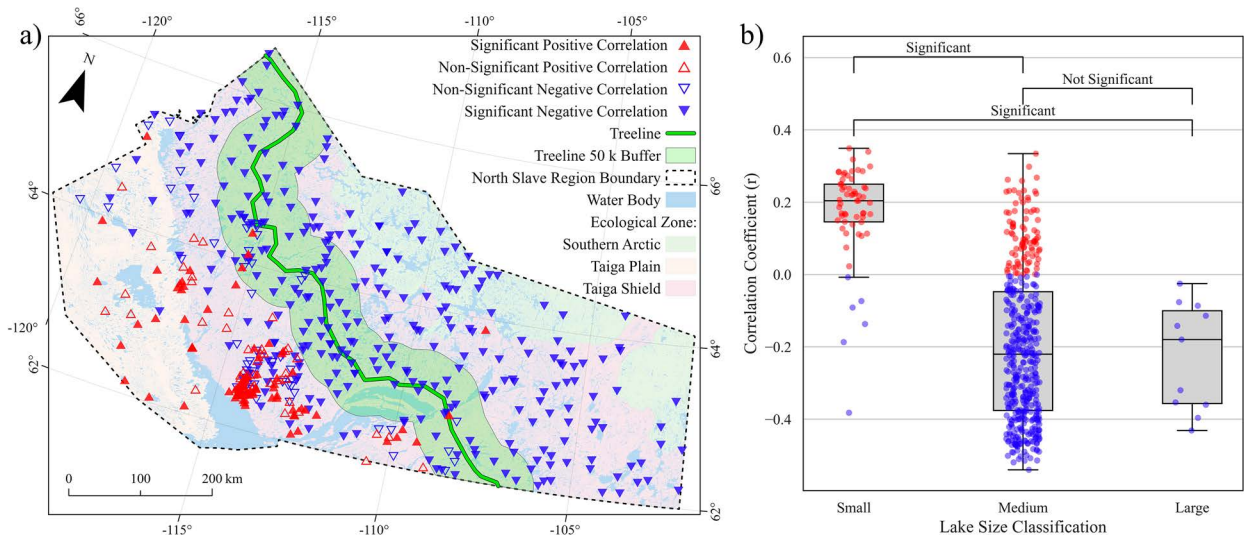 a)
66°
-120°
-115°
-110°
-105°
N
Significant Positive Correlation
Non-Significant Positive Correlation
Non-Significant Negative Correlation
Significant Negative Correlation
Treeline
Treeline 50 k Buffer
North Slave Region Boundary
Water Body
Ecological Zone:
Southern Arctic
Taiga Plain
Taiga Shield
64°
66°
-120°
62°
64°
0 100 200 km
62°
-115°
-110°
-105°
b)
0.6
0.4
0.2
0.0
−0.2
−0.4
Correlation Coefficient (r)
Significant
Not Significant
Significant
Small Medium Large
Lake Size Classification